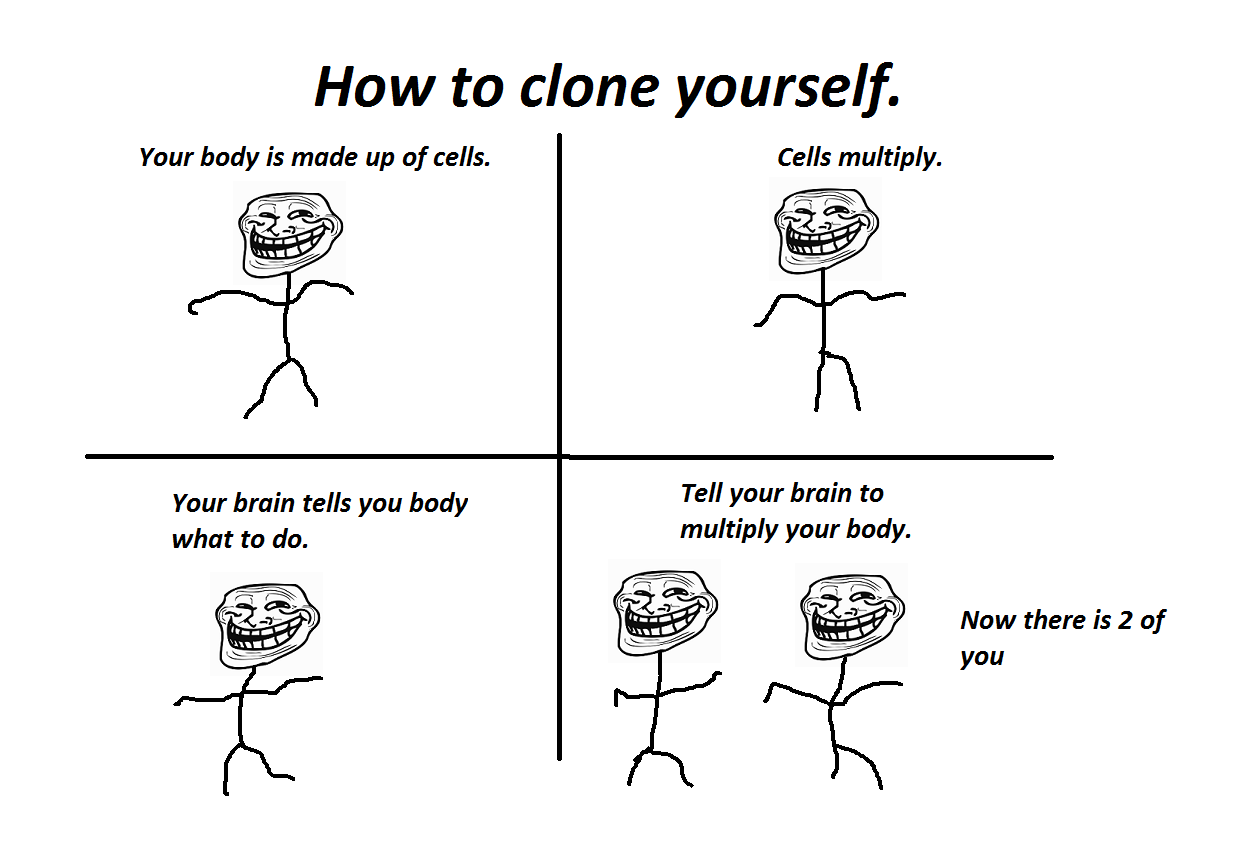 How to clone yourself.
Your body is made up of cells.
Cells multiply.
Your brain tells you body
what to do.
Tell your brain to
multiply your body.
Now there is 2 of
you